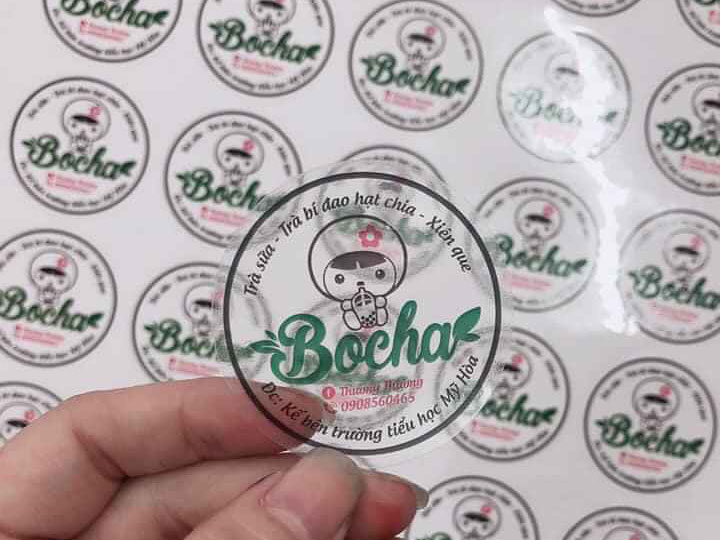 Trà sữa - Trà bí đao hạt chia - Xiên que
Bocha
Thương Thương
0908560465
Đc: Kế bên trường tiểu học Mỹ Hòa